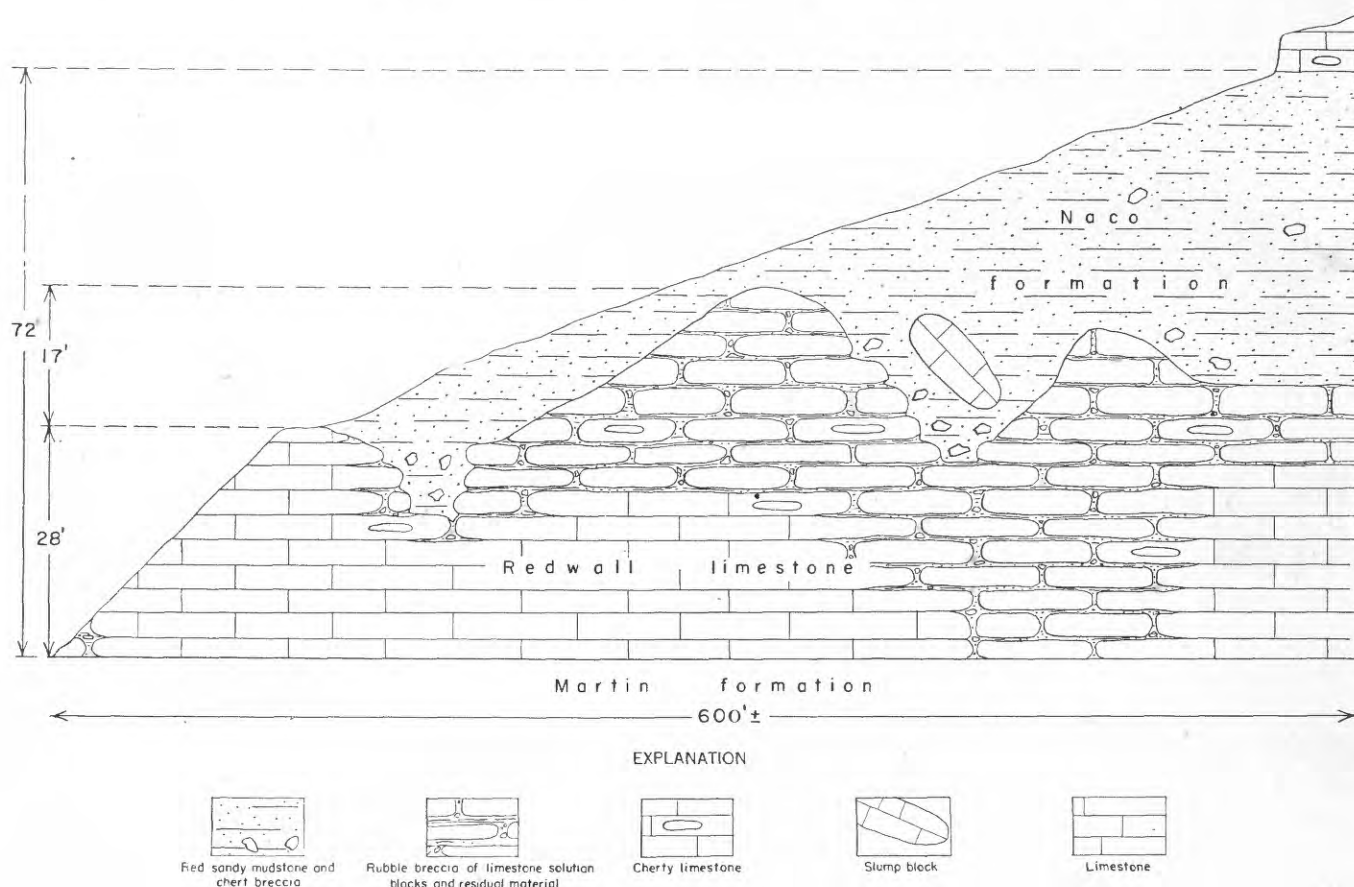 Naco
formation
72'
17'
28'
Redwall limestone
Martin formation
600'±
EXPLANATION
Red sandy mudstone and
chert breccia
Rubble breccia of limestone solution
blocks and residual material
Cherty limestone
Slump block
Limestone